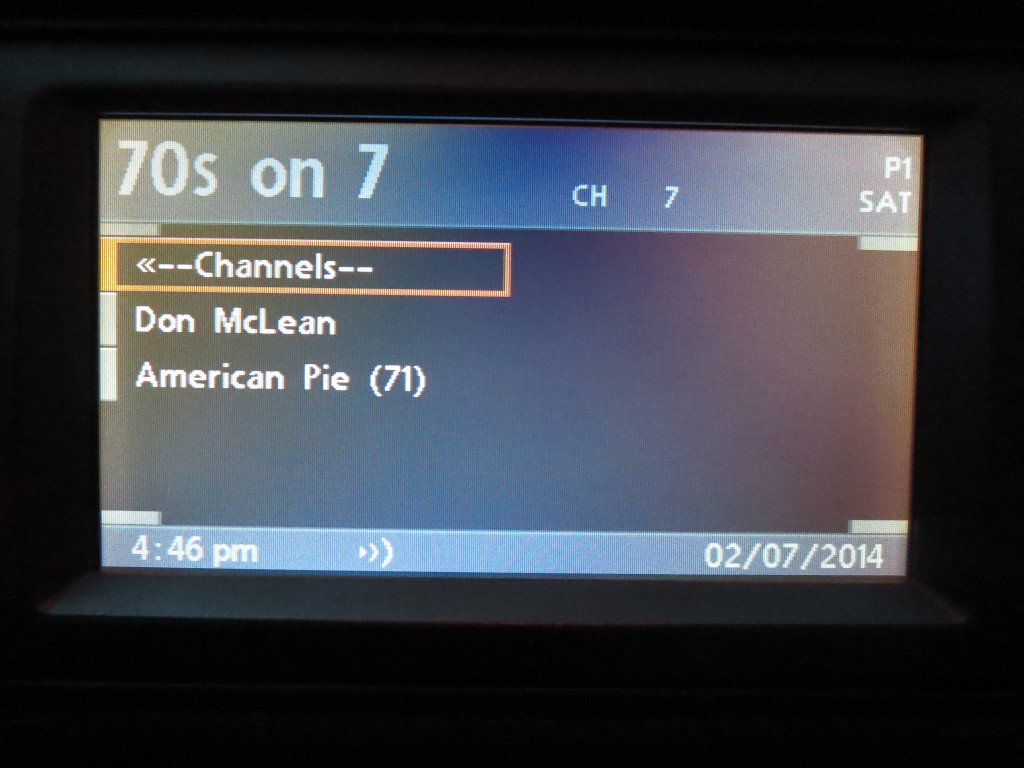 70s on 7
CH 7
P1
SAT
«--Channels--
Don McLean
American Pie (71)
4:46 pm
02/07/2014